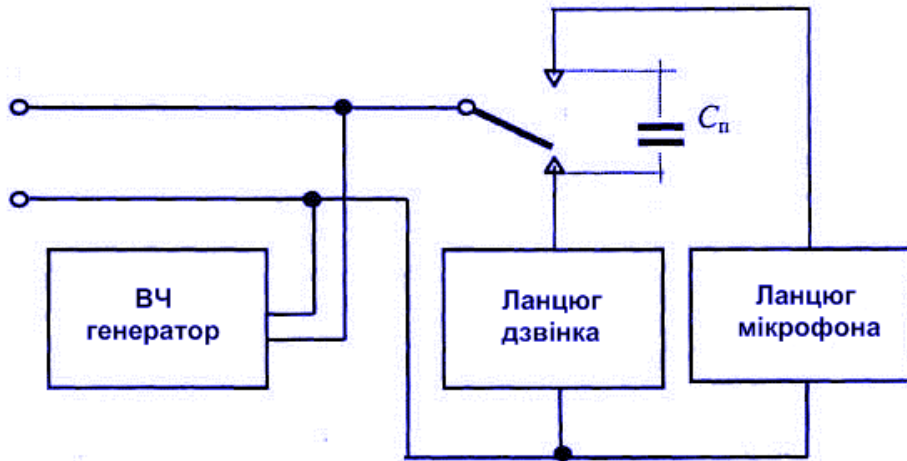 Cп
ВЧ
генератор
Ланцюг
дзвінка
Ланцюг
мікрофона